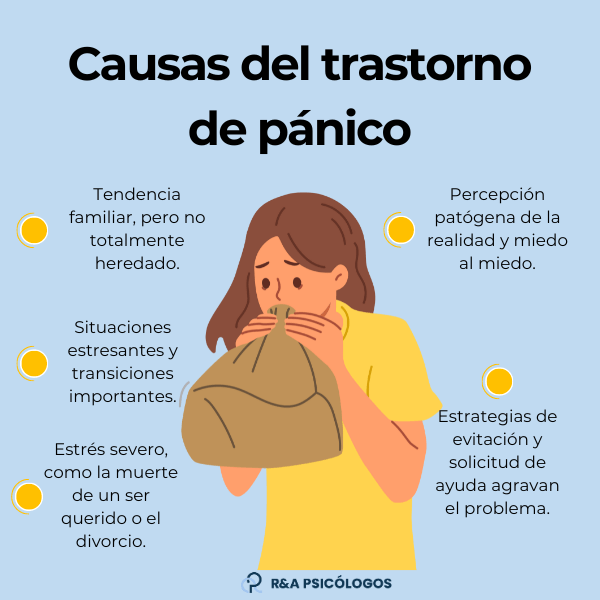 Causas del trastorno
de pánico
Tendencia
familiar, pero no
totalmente
heredado.
Situaciones
estresantes y
transiciones
importantes.
Estrés severo,
como la muerte
de un ser
querido o el
divorcio.
Percepción
patógena de la
realidad y miedo
al miedo.
Estrategias de
evitación y
solicitud de
ayuda agravan
el problema.
R&A PSICÓLOGOS